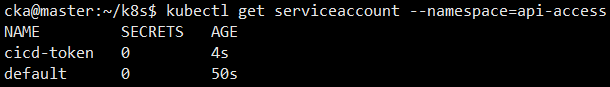 cka@master:~/k8s$ kubectl get serviceaccount --namespace=api-access
NAME         SECRETS   AGE
cicd-token   0         4s
default      0         50s